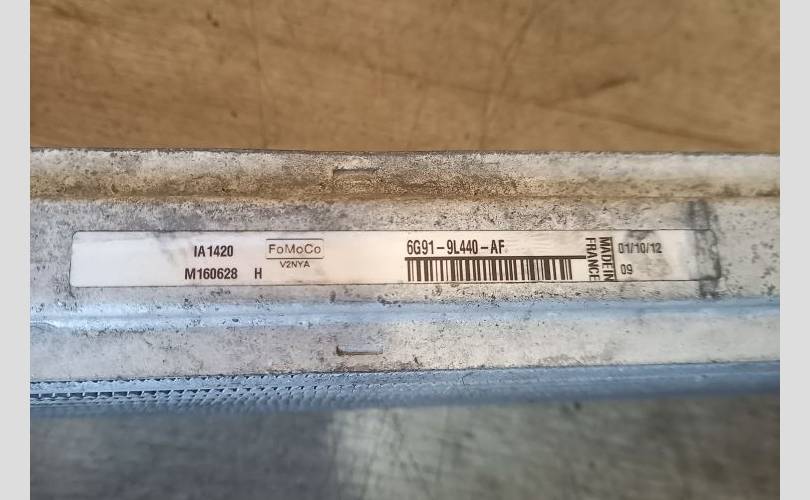 IA1420
M160628 H
FoMoCo
V2NYA
6G91-9L440-AF
MADE IN
FRANCE
01/10/12
09